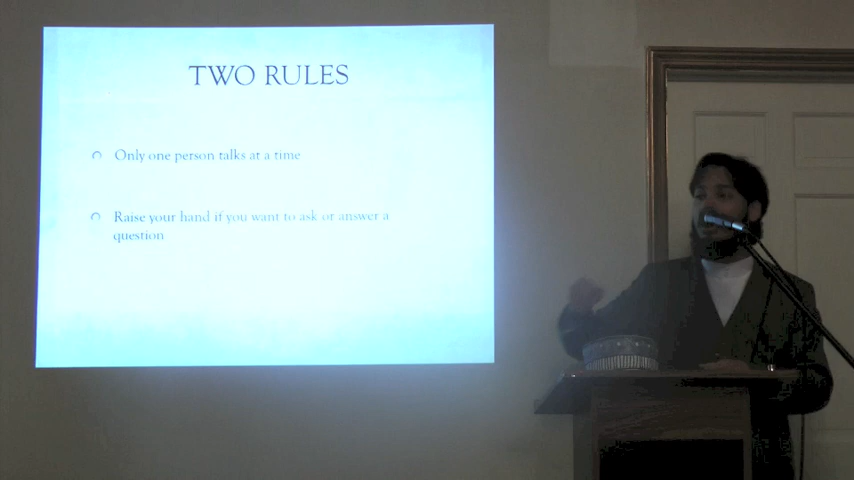 TWO RULES
Only one person talks at a time
Raise your hand if you want to ask or answer a
question